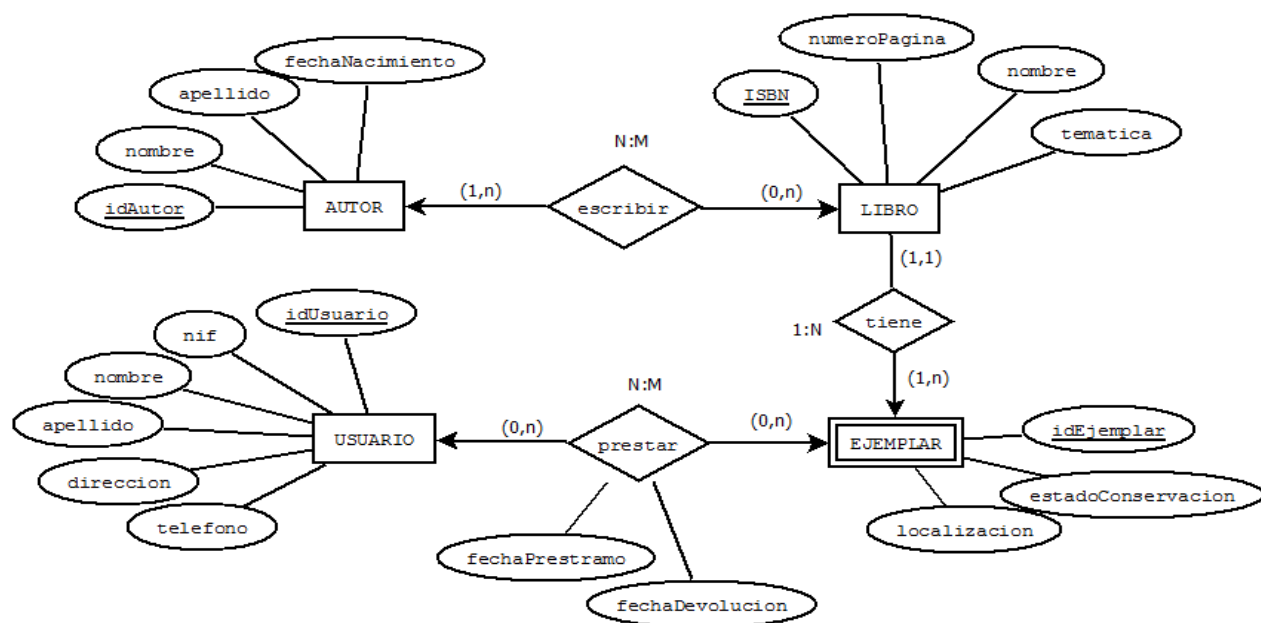 numeroPagina
fechaNacimiento
nombre
ISBN
apellido
tematica
N:M
nombre
(1,n)
(0,n)
idAutor
AUTOR
escribir
LIBRO
(1,1)
idUsuario
tiene
nif
1:N
nombre
N:M
(1,n)
apellido
(0,n)
(0,n)
idEjemplar
USUARIO
prestar
EJEMPLAR
direccion
estadoConservacion
telefono
localizacion
fechaPrestramo
fechaDevolucion